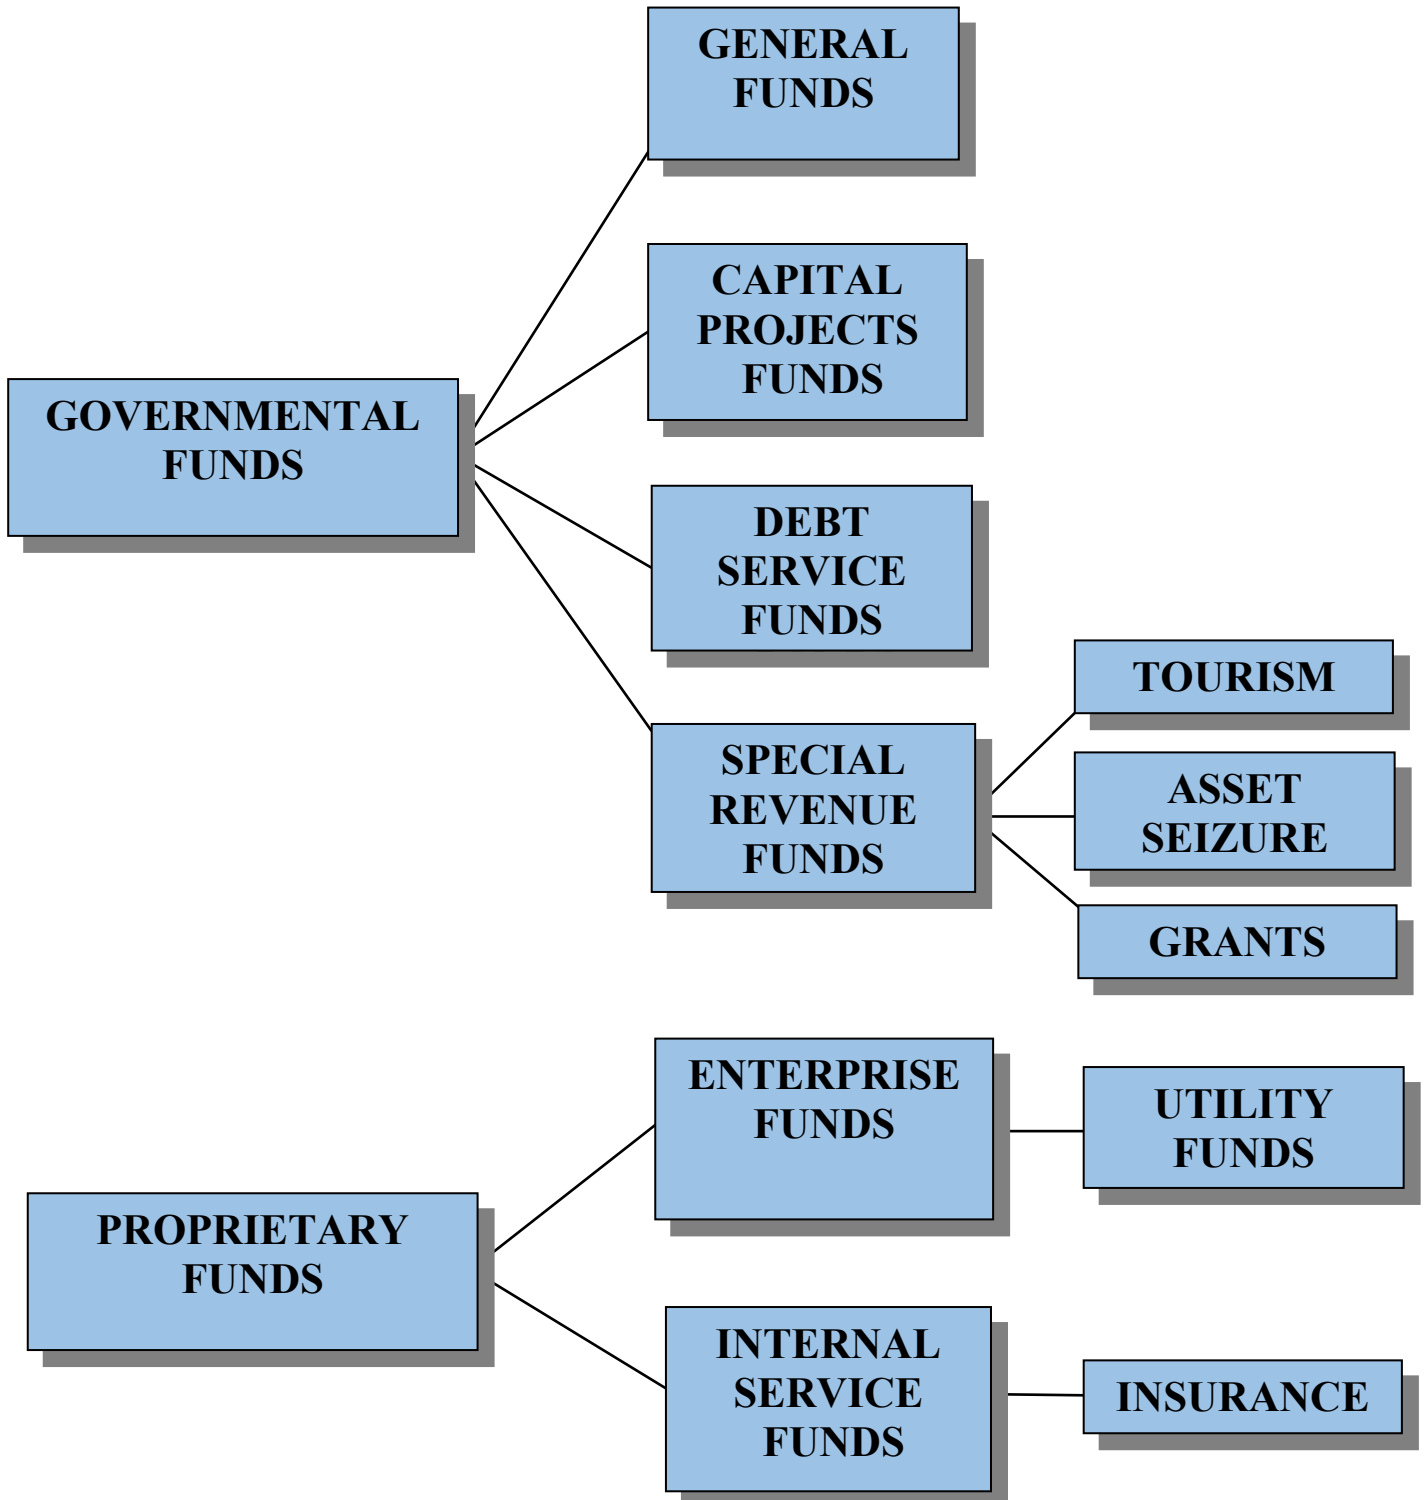 GENERAL
FUNDS
CAPITAL
PROJECTS
FUNDS
GOVERNMENTAL
FUNDS
DEBT
SERVICE
FUNDS
SPECIAL
REVENUE
FUNDS
TOURISM
ASSET
SEIZURE
GRANTS
PROPRIETARY
FUNDS
ENTERPRISE
FUNDS
UTILITY
FUNDS
INTERNAL
SERVICE
FUNDS
INSURANCE